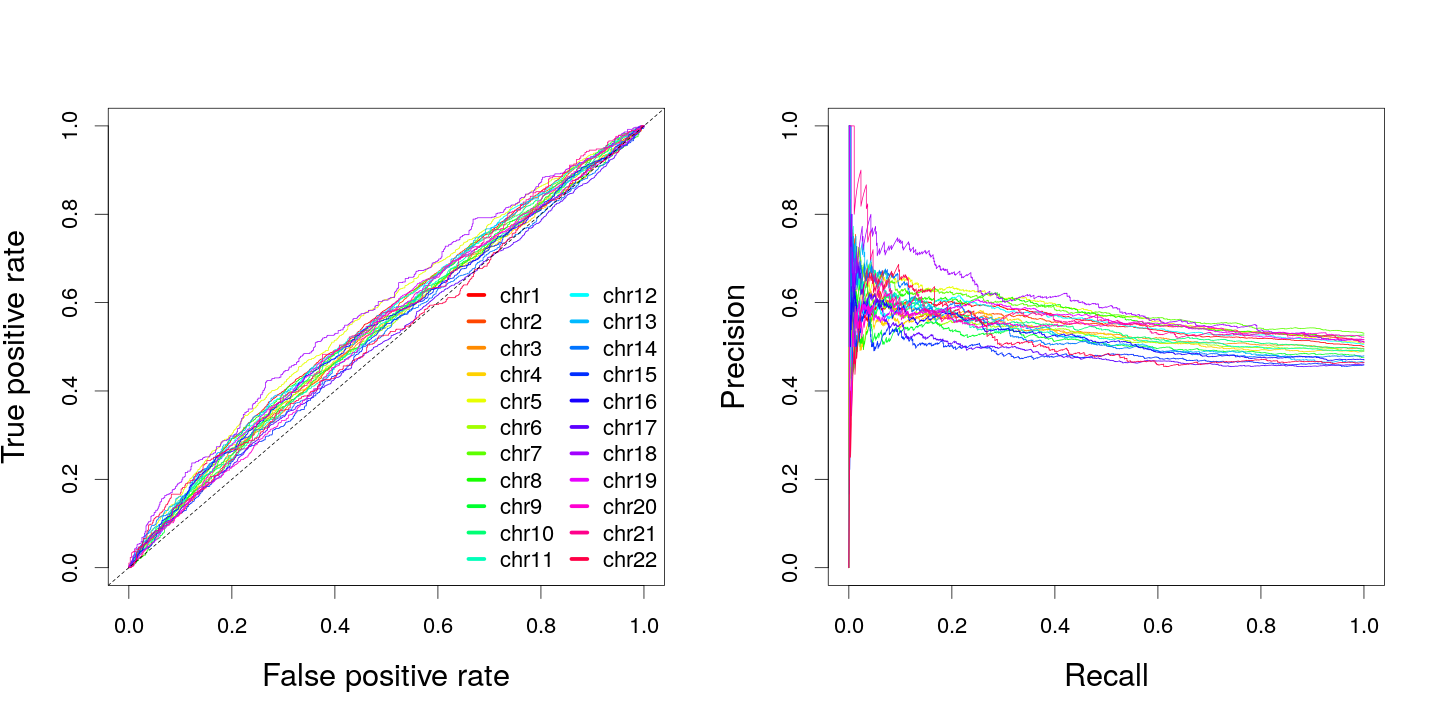 True positive rate
1.0
0.8
0.6
0.4
0.2
0.0
chr1 chr12
chr2 chr13
chr3 chr14
chr4 chr15
chr5 chr16
chr6 chr17
chr7 chr18
chr8 chr19
chr9 chr20
chr10 chr21
chr11 chr22
0.0 0.2 0.4 0.6 0.8 1.0
False positive rate
Precision
1.0
0.8
0.6
0.4
0.2
0.0
0.0 0.2 0.4 0.6 0.8 1.0
Recall